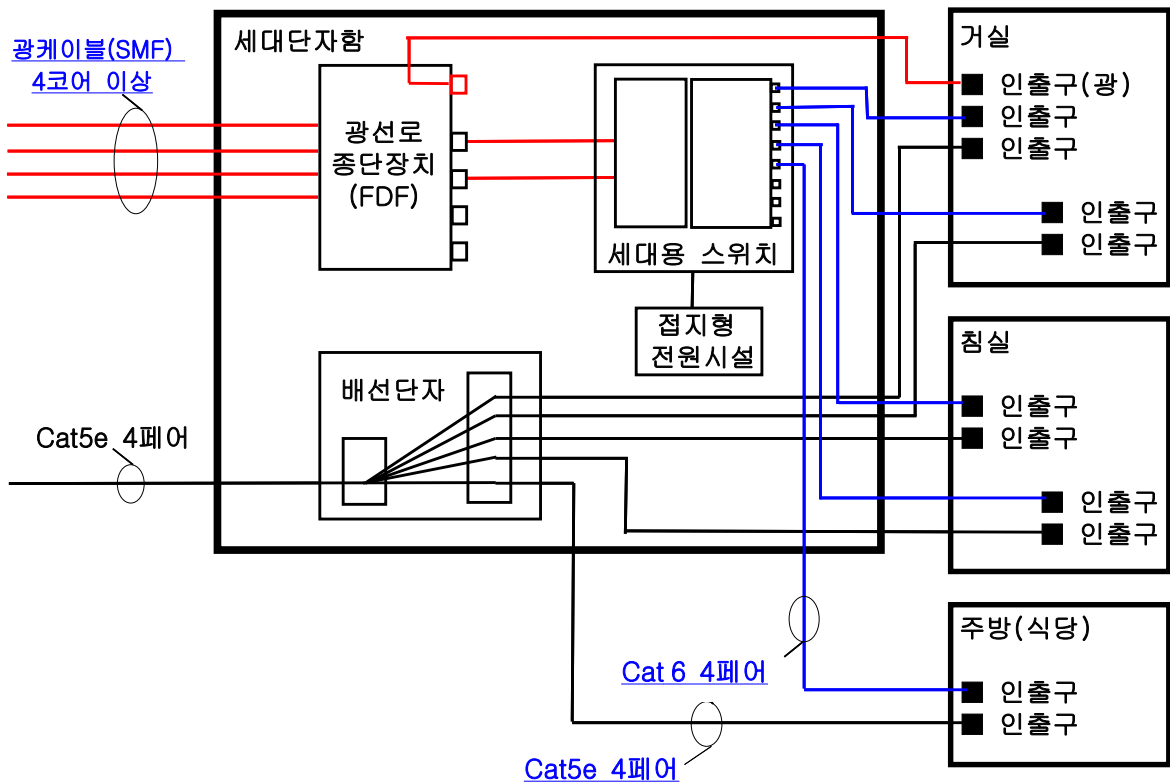 광케이블(SMF)
4코어 이상
세대단자함
광선로
종단장치
(FDF)
세대용 스위치
접지형
전원시설
배선단자
Cat5e 4페어
거실
인출구(광)
인출구
인출구
인출구
인출구
침실
인출구
인출구
인출구
인출구
주방(식당)
인출구
인출구
Cat 6 4페어
Cat5e 4페어